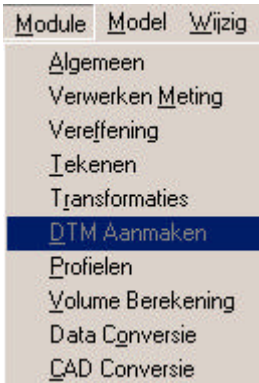 Module Model Wijzig
Algemeen
Verwerken Meting
Vereffening
Tekenen
Transformaties
DTM Aanmaken
Profielen
Volume Berekening
Data Conversie
CAD Conversie